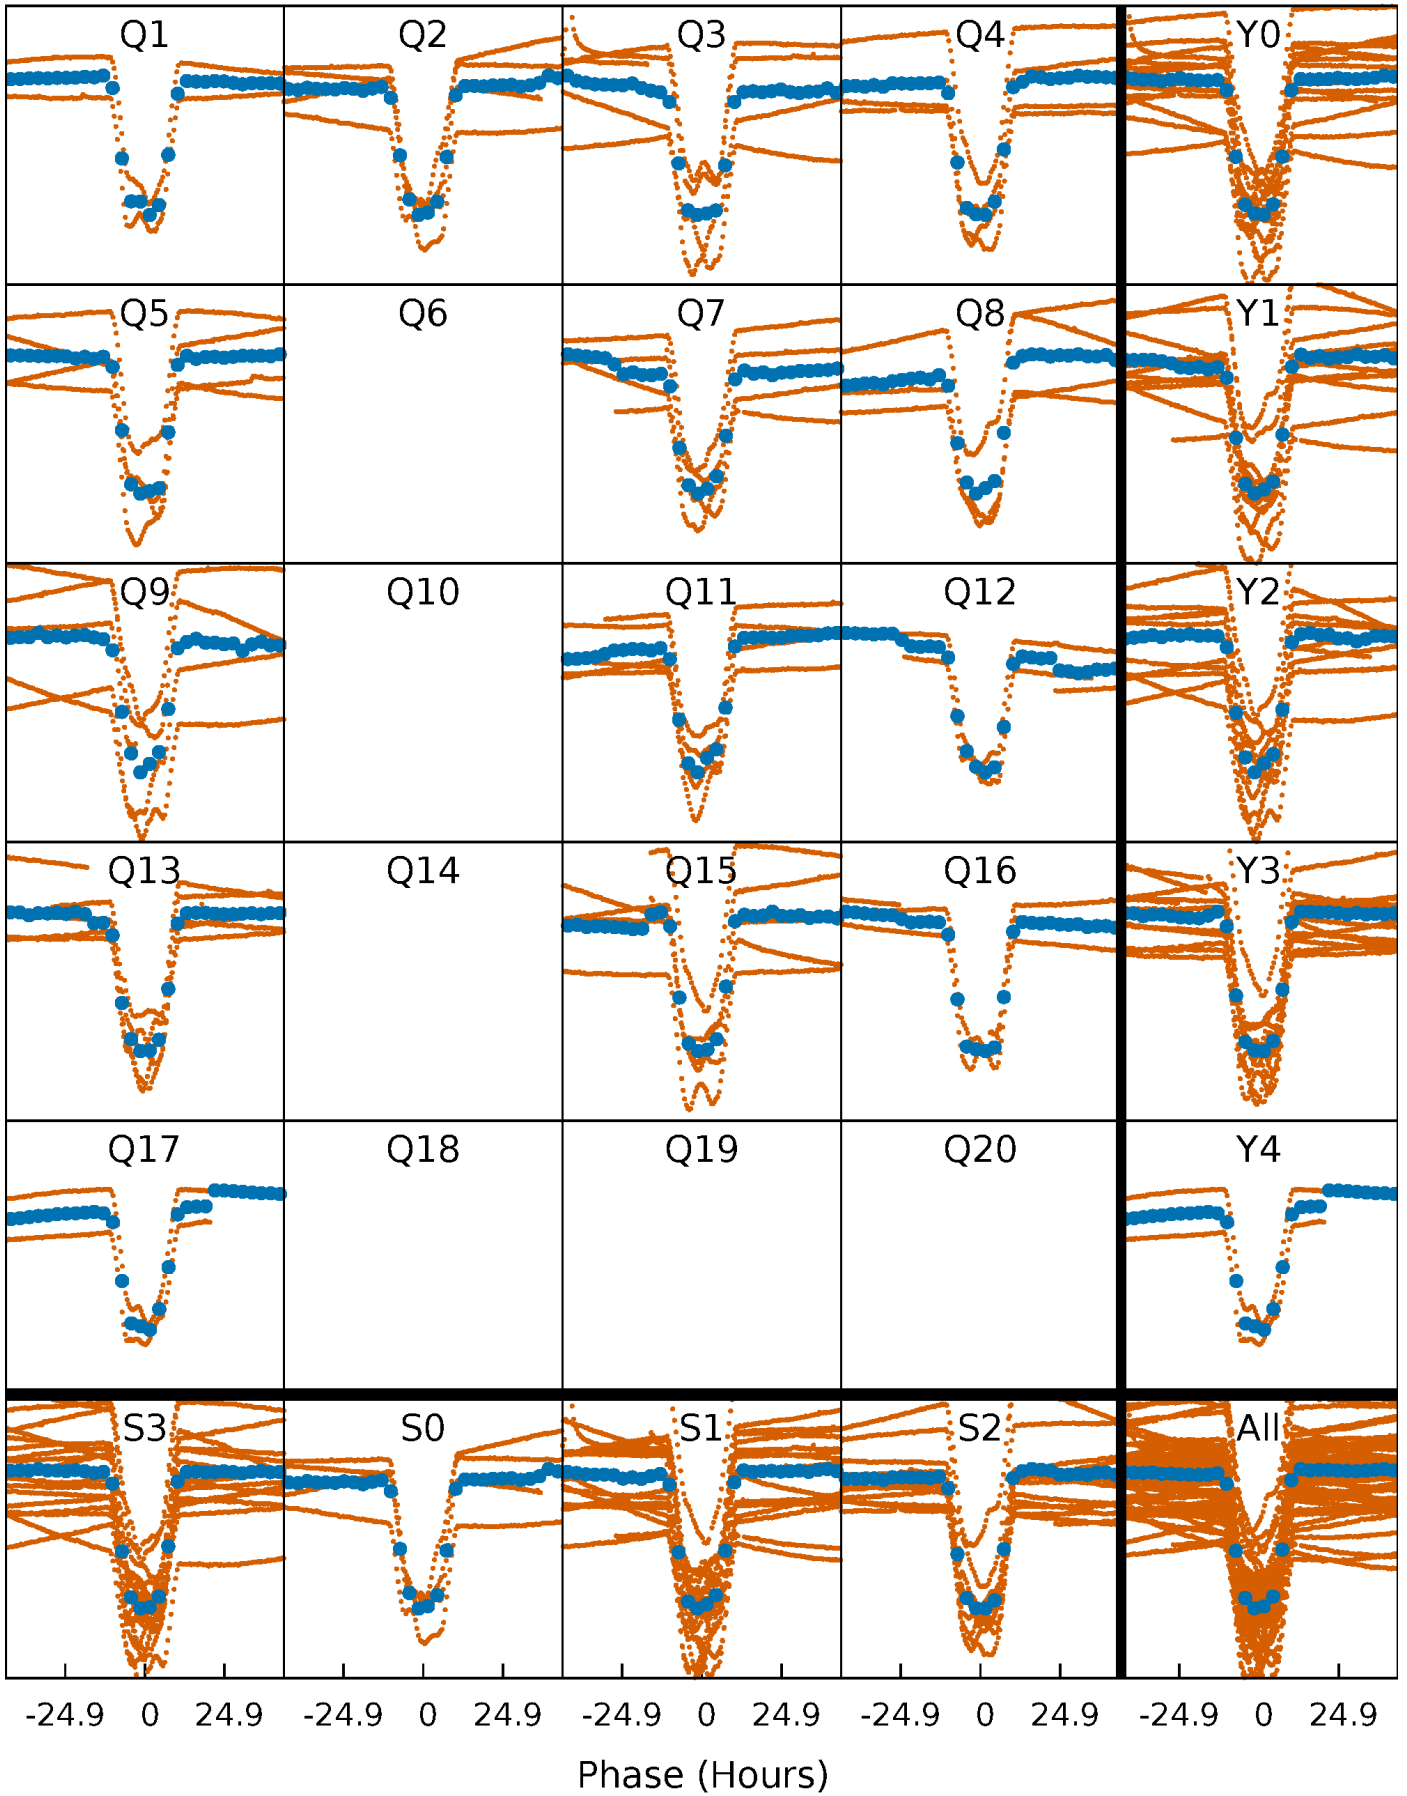 Q1 Q2 Q3 Q4 Y0
Q5 Q6 Q7 Q8 Y1
Q9 Q10 Q11 Q12 Y2
Q13 Q14 Q15 Q16 Y3
Q17 Q18 Q19 Q20 Y4
S3 S0 S1 S2 All
-24.9 0 24.9 -24.9 0 24.9 -24.9 0 24.9 -24.9 0 24.9 -24.9 0 24.9
Phase (Hours)